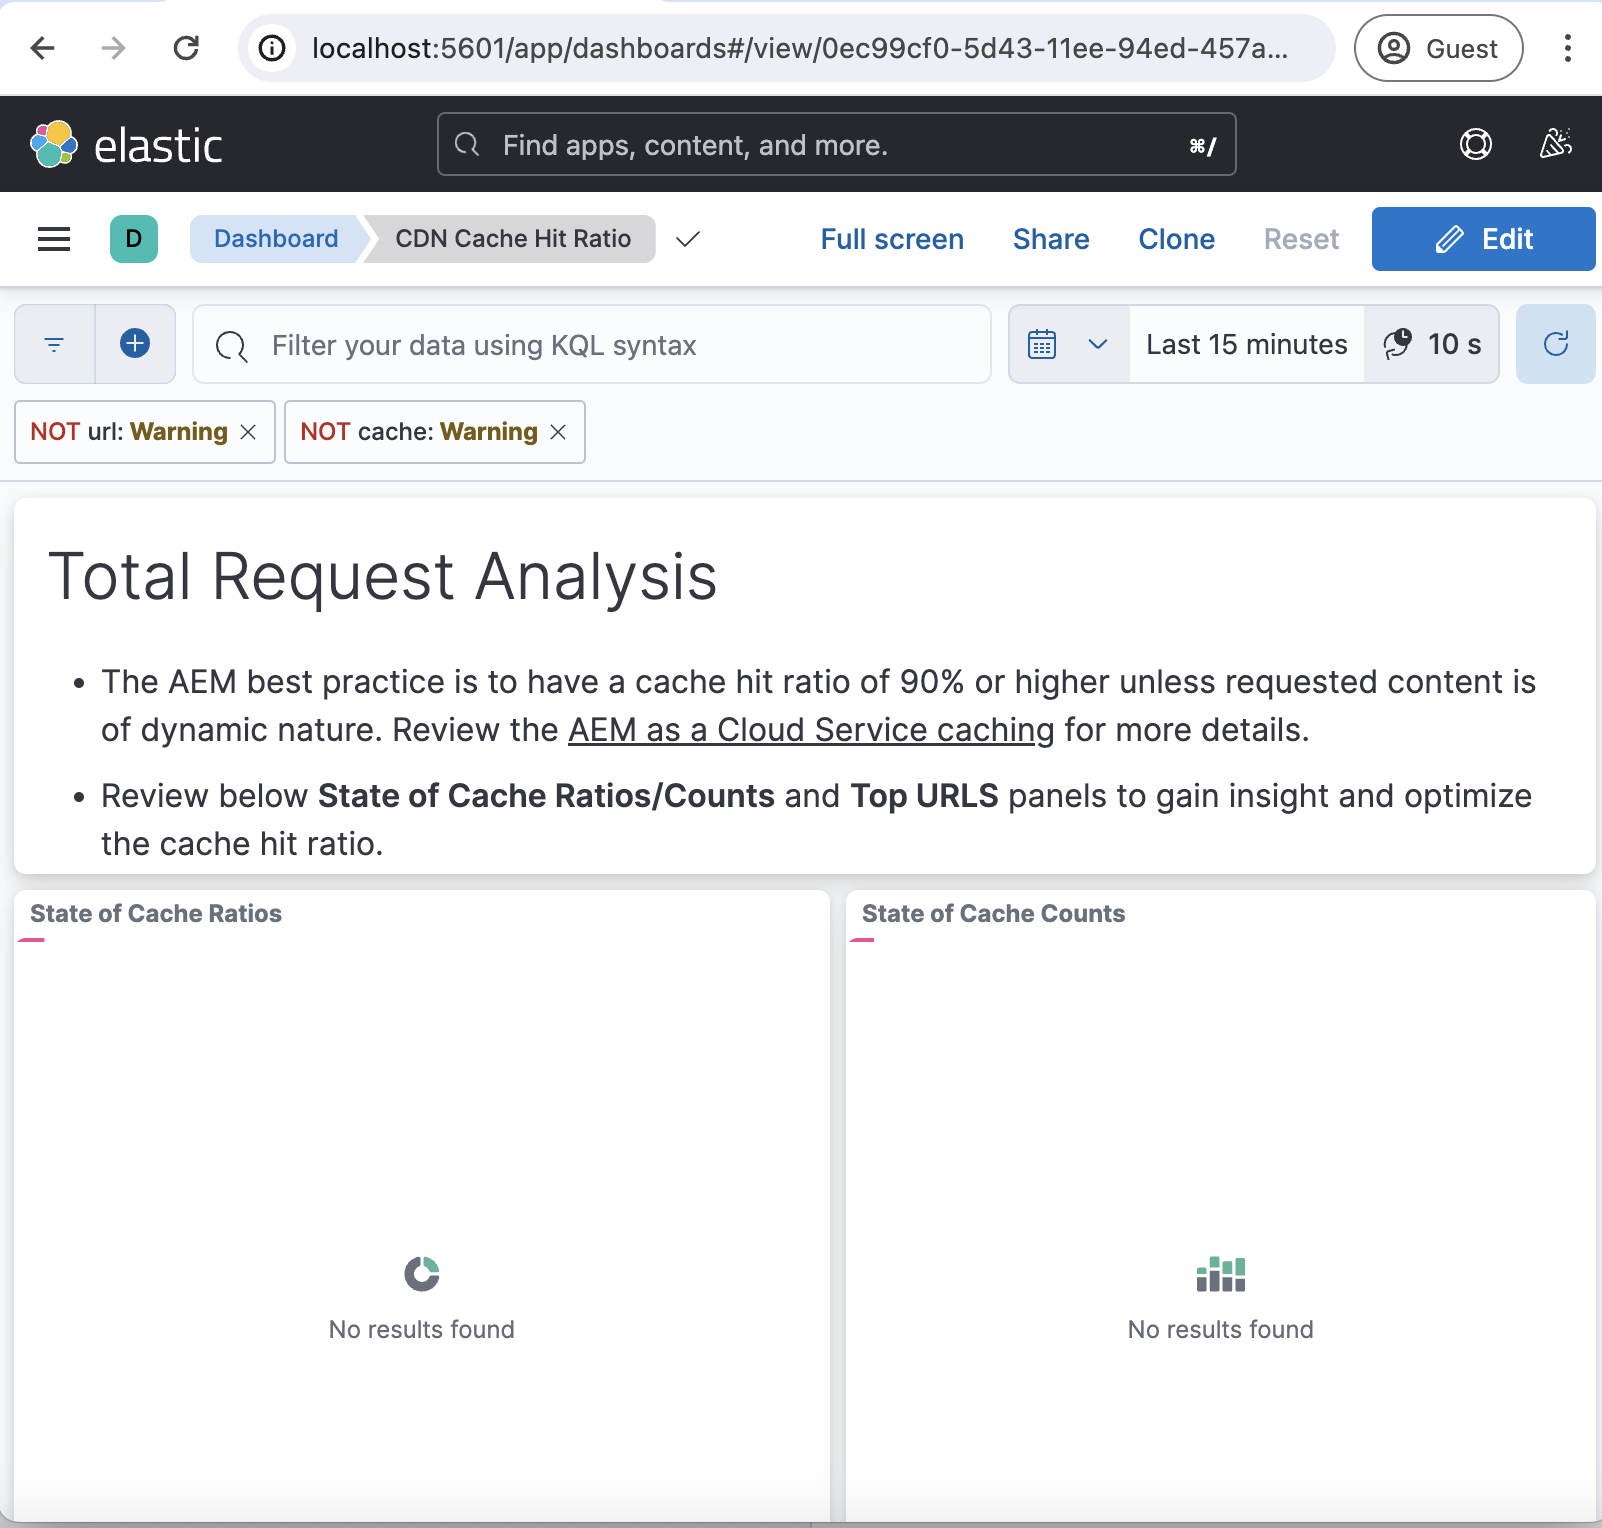 localhost:5601/app/dashboards#/view/0ec99cf0-5d43-11ee-94ed-457a...
Guest
elastic
Find apps, content, and more.
⌘/
D
Dashboard
CDN Cache Hit Ratio
Full screen
Share
Clone
Reset
Edit
Filter your data using KQL syntax
Last 15 minutes
10 s
NOT url: Warning
NOT cache: Warning
Total Request Analysis
• The AEM best practice is to have a cache hit ratio of 90% or higher unless requested content is
of dynamic nature. Review the AEM as a Cloud Service caching for more details.
• Review below State of Cache Ratios/Counts and Top URLS panels to gain insight and optimize
the cache hit ratio.
State of Cache Ratios
State of Cache Counts
No results found
No results found